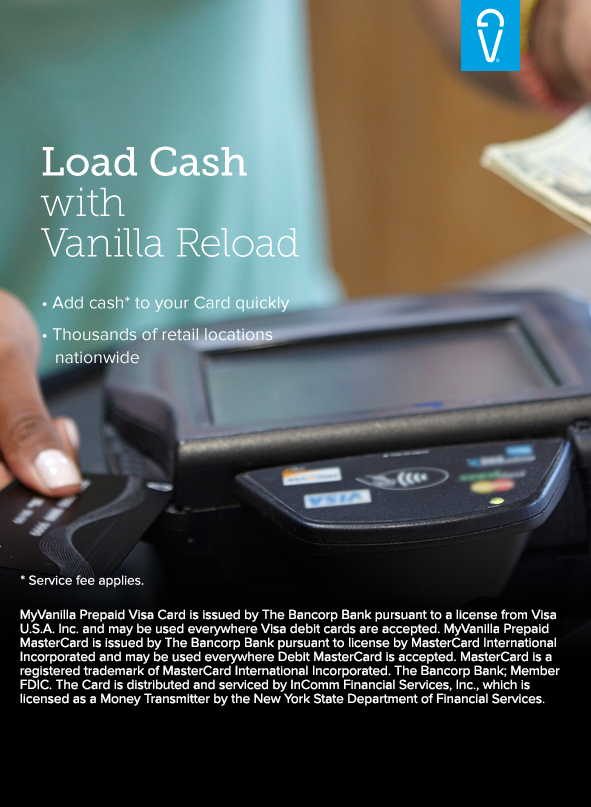 Load Cash
with
Vanilla Reload
• Add cash* to your Card quickly
• Thousands of retail locations
nationwide
VISA
* Service fee applies.
MyVanilla Prepaid Visa Card is issued by The Bancorp Bank pursuant to a license from Visa
U.S.A. Inc. and may be used everywhere Visa debit cards are accepted. MyVanilla Prepaid
MasterCard is issued by The Bancorp Bank pursuant to license by MasterCard International
Incorporated and may be used everywhere Debit MasterCard is accepted. MasterCard is a
registered trademark of MasterCard International Incorporated. The Bancorp Bank; Member
FDIC. The Card is distributed and serviced by InComm Financial Services, Inc., which is
licensed as a Money Transmitter by the New York State Department of Financial Services.